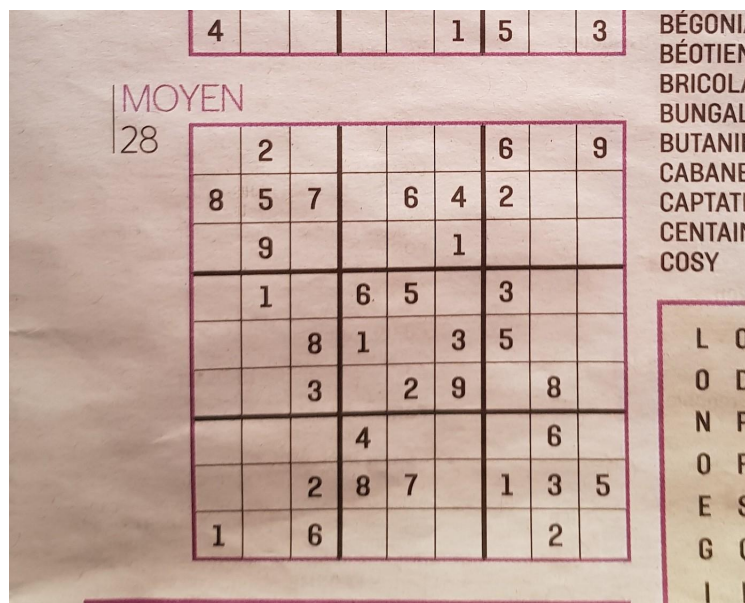 4 1 5 3
MOYEN
28
2 6 9
8 5 7 6 4 2
9 1
1 6 5 3
8 1 3 5
3 2 9 8
4 6
2 8 7 1 3 5
1 6 2
BÉGONI
BÉOTIEN
BRICOL
BUNGAL
BUTANI
CABANE
CAPTATI
CENTAIN
COSY
L
O
N
O
E
G